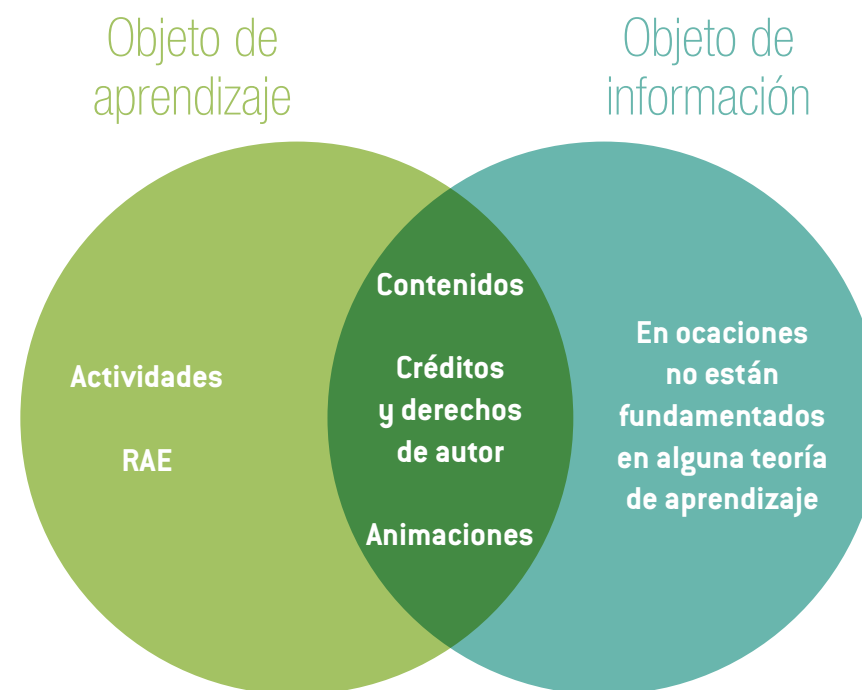 Objeto de
aprendizaje
Objeto de
información
Actividades
RAE
Contenidos
Créditos
y derechos
de autor
Animaciones
En ocaciones
no están
fundamentados
en alguna teoría
de aprendizaje